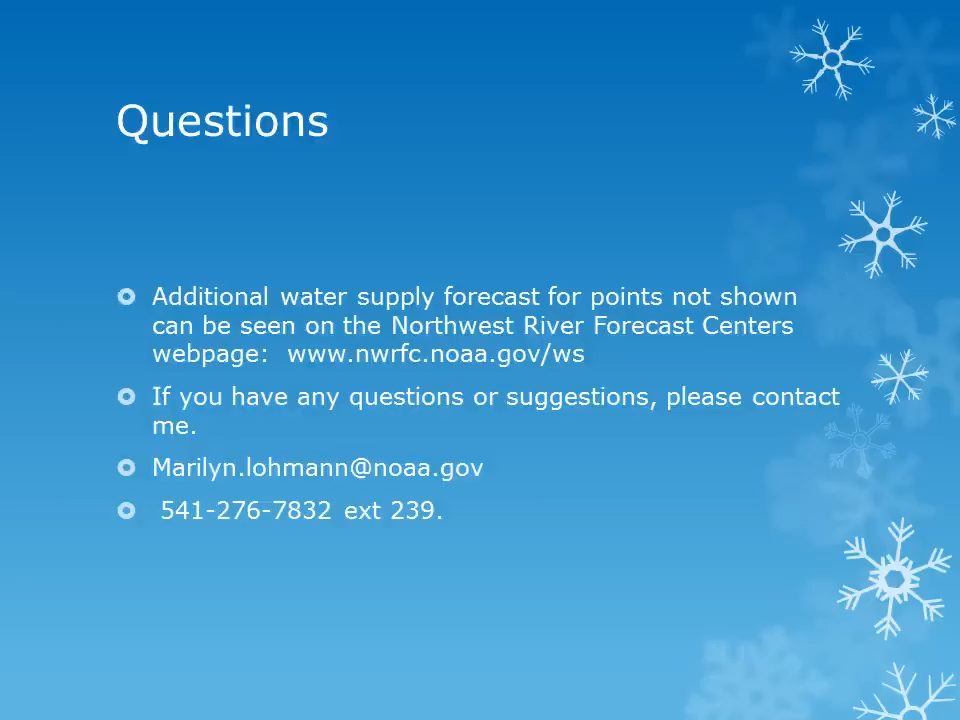 Questions
Additional water supply forecast for points not shown
can be seen on the Northwest River Forecast Centers
webpage:  www.nwrfc.noaa.gov/ws
If you have any questions or suggestions, please contact
me.
Marilyn.lohmann@noaa.gov
541-276-7832 ext 239.